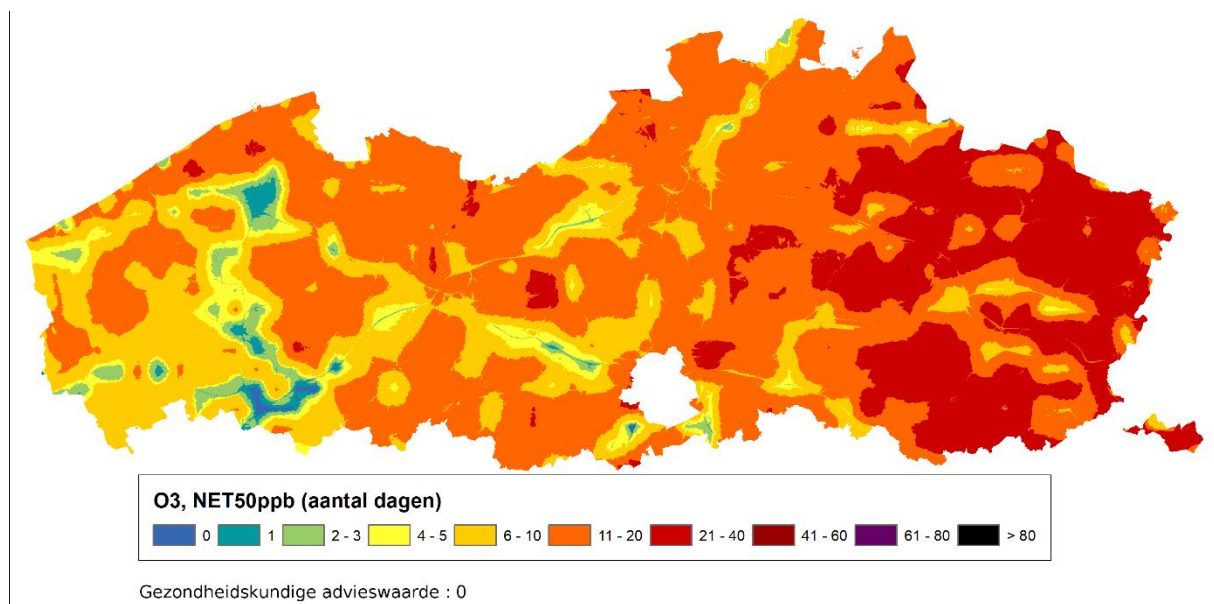 O3, NET50ppb (aantal dagen)
0 1 2 - 3 4 - 5 6 - 10 11 - 20 21 - 40 41 - 60 61 - 80 > 80
Gezondheidskundige advieswaarde : 0